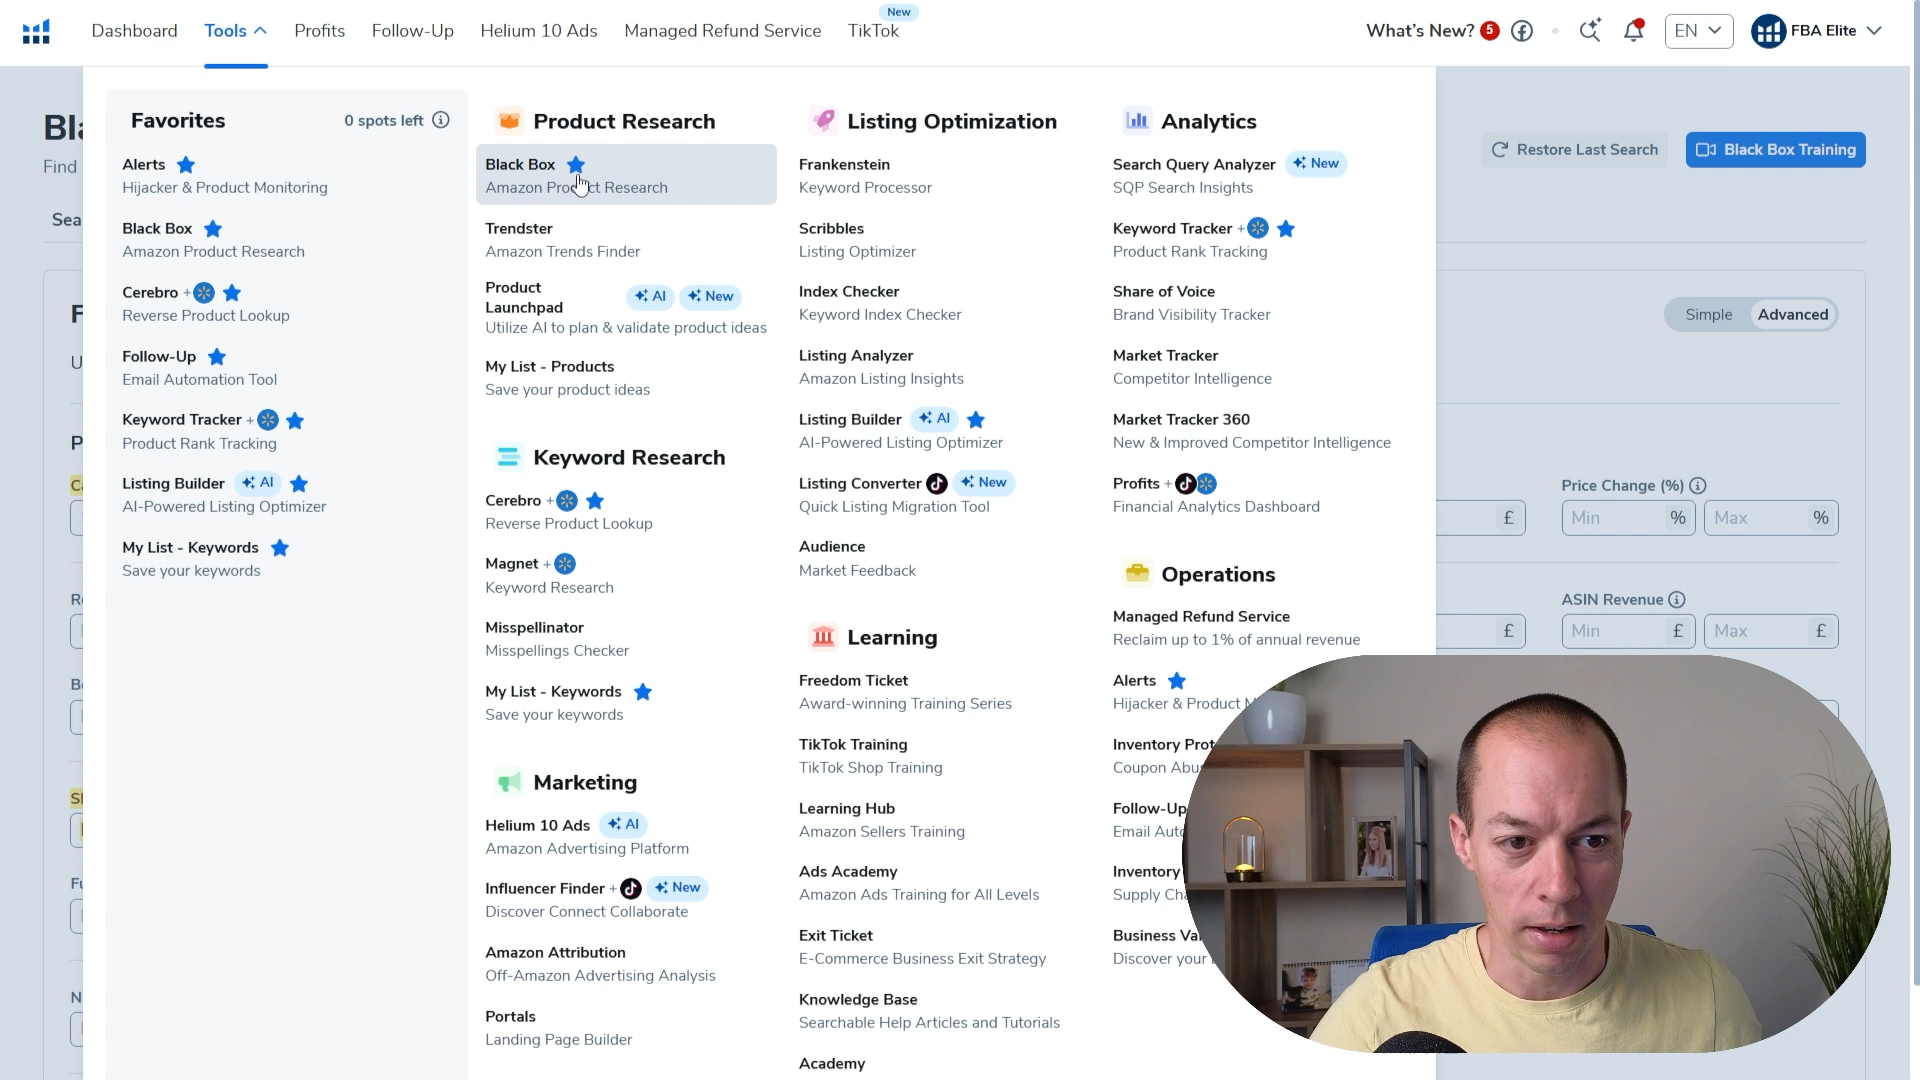 Dashboard
Tools
Profits
Follow-Up
Helium 10 Ads
Managed Refund Service
TikTok
New
What's New? 5
EN
FBA Elite
Find
Restore Last Search
Black Box Training
Simple
Advanced
Price Change (%)
Min %
Max %
£
ASIN Revenue
Min £
Max £
£
Favorites
0 spots left
Alerts
Hijacker & Product Monitoring
Black Box
Amazon Product Research
Cerebro +
Reverse Product Lookup
Follow-Up
Email Automation Tool
Keyword Tracker +
Product Rank Tracking
Listing Builder AI
AI-Powered Listing Optimizer
My List - Keywords
Save your keywords
Product Research
Black Box
Amazon Product Research
Trendster
Amazon Trends Finder
Product
Launchpad
AI New
Utilize AI to plan & validate product ideas
My List - Products
Save your product ideas
Keyword Research
Cerebro +
Reverse Product Lookup
Magnet +
Keyword Research
Misspellinator
Misspellings Checker
My List - Keywords
Save your keywords
Marketing
Helium 10 Ads AI
Amazon Advertising Platform
Influencer Finder + New
Discover Connect Collaborate
Amazon Attribution
Off-Amazon Advertising Analysis
Portals
Landing Page Builder
Listing Optimization
Frankenstein
Keyword Processor
Scribbles
Listing Optimizer
Index Checker
Keyword Index Checker
Listing Analyzer
Amazon Listing Insights
Listing Builder AI
AI-Powered Listing Optimizer
Listing Converter New
Quick Listing Migration Tool
Audience
Market Feedback
Learning
Freedom Ticket
Award-winning Training Series
TikTok Training
TikTok Shop Training
Learning Hub
Amazon Sellers Training
Ads Academy
Amazon Ads Training for All Levels
Exit Ticket
E-Commerce Business Exit Strategy
Knowledge Base
Searchable Help Articles and Tutorials
Academy
Analytics
Search Query Analyzer New
SQP Search Insights
Keyword Tracker +
Product Rank Tracking
Share of Voice
Brand Visibility Tracker
Market Tracker
Competitor Intelligence
Market Tracker 360
New & Improved Competitor Intelligence
Profits +
Financial Analytics Dashboard
Operations
Managed Refund Service
Reclaim up to 1% of annual revenue
Alerts
Hijacker & Product
Follow-Up
Inventory
Business
Discover your